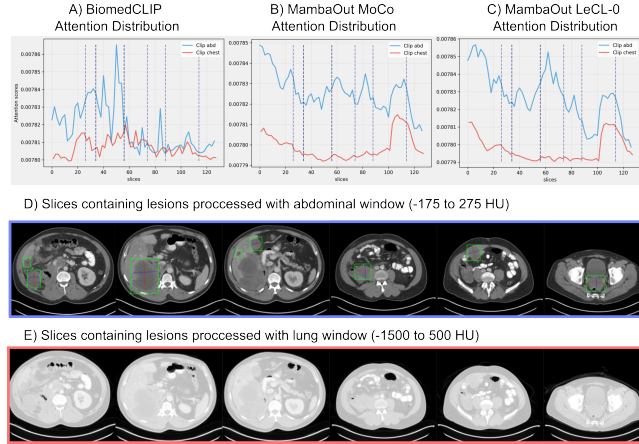 A) BiomedCLIP
Attention Distribution
B) MambaOut MoCo
Attention Distribution
C) MambaOut LeCL-0
Attention Distribution
Clip abd
Clip chest
Clip abd
Clip chest
Clip abd
Clip chest
Attention scores
0.00786
0.00785
0.00784
0.00783
0.00782
0.00781
0.00780
0.00785
0.00784
0.00783
0.00782
0.00781
0.00780
0.00779
0.00785
0.00784
0.00783
0.00782
0.00781
0.00780
0.00779
0 20 40 60 80 100 120
0 20 40 60 80 100 120
0 20 40 60 80 100 120
slices
slices
slices
D) Slices containing lesions proccessed with abdominal window (-175 to 275 HU)
E) Slices containing lesions proccessed with lung window (-1500 to 500 HU)